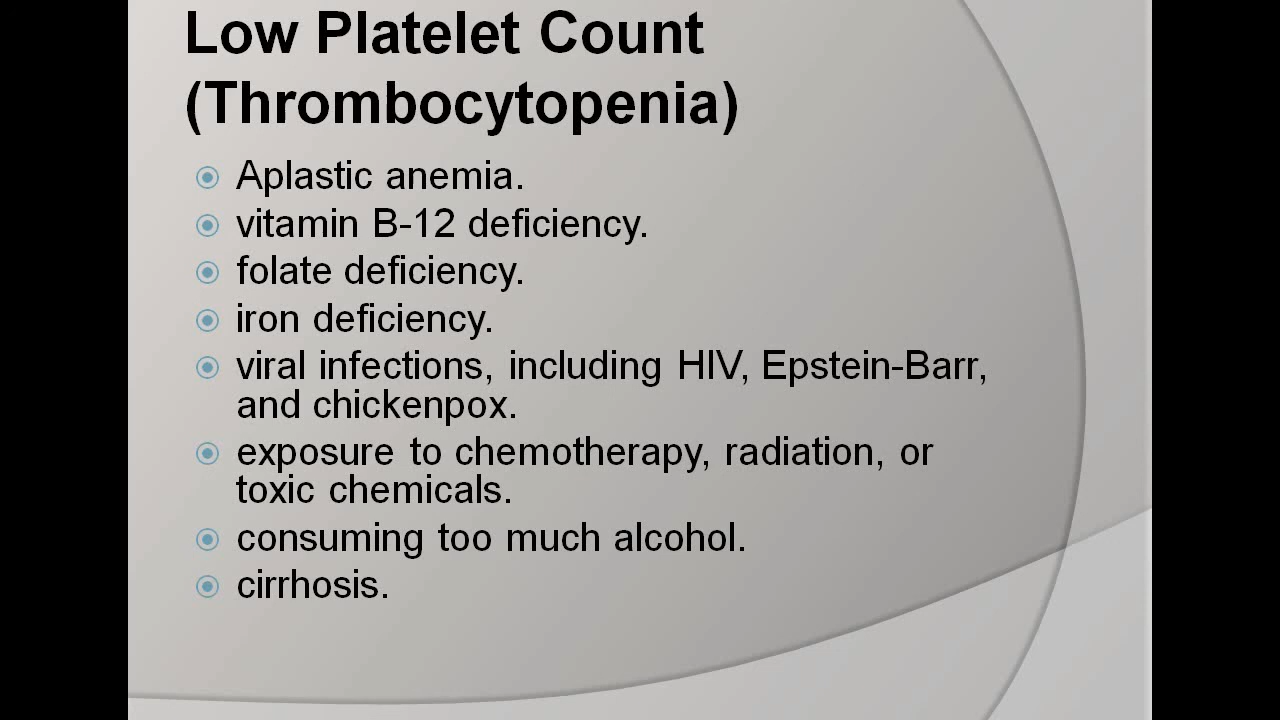 Low Platelet Count
(Thrombocytopenia)
Aplastic anemia.
vitamin B-12 deficiency.
folate deficiency.
iron deficiency.
viral infections, including HIV, Epstein-Barr,
and chickenpox.
exposure to chemotherapy, radiation, or
toxic chemicals.
consuming too much alcohol.
cirrhosis.